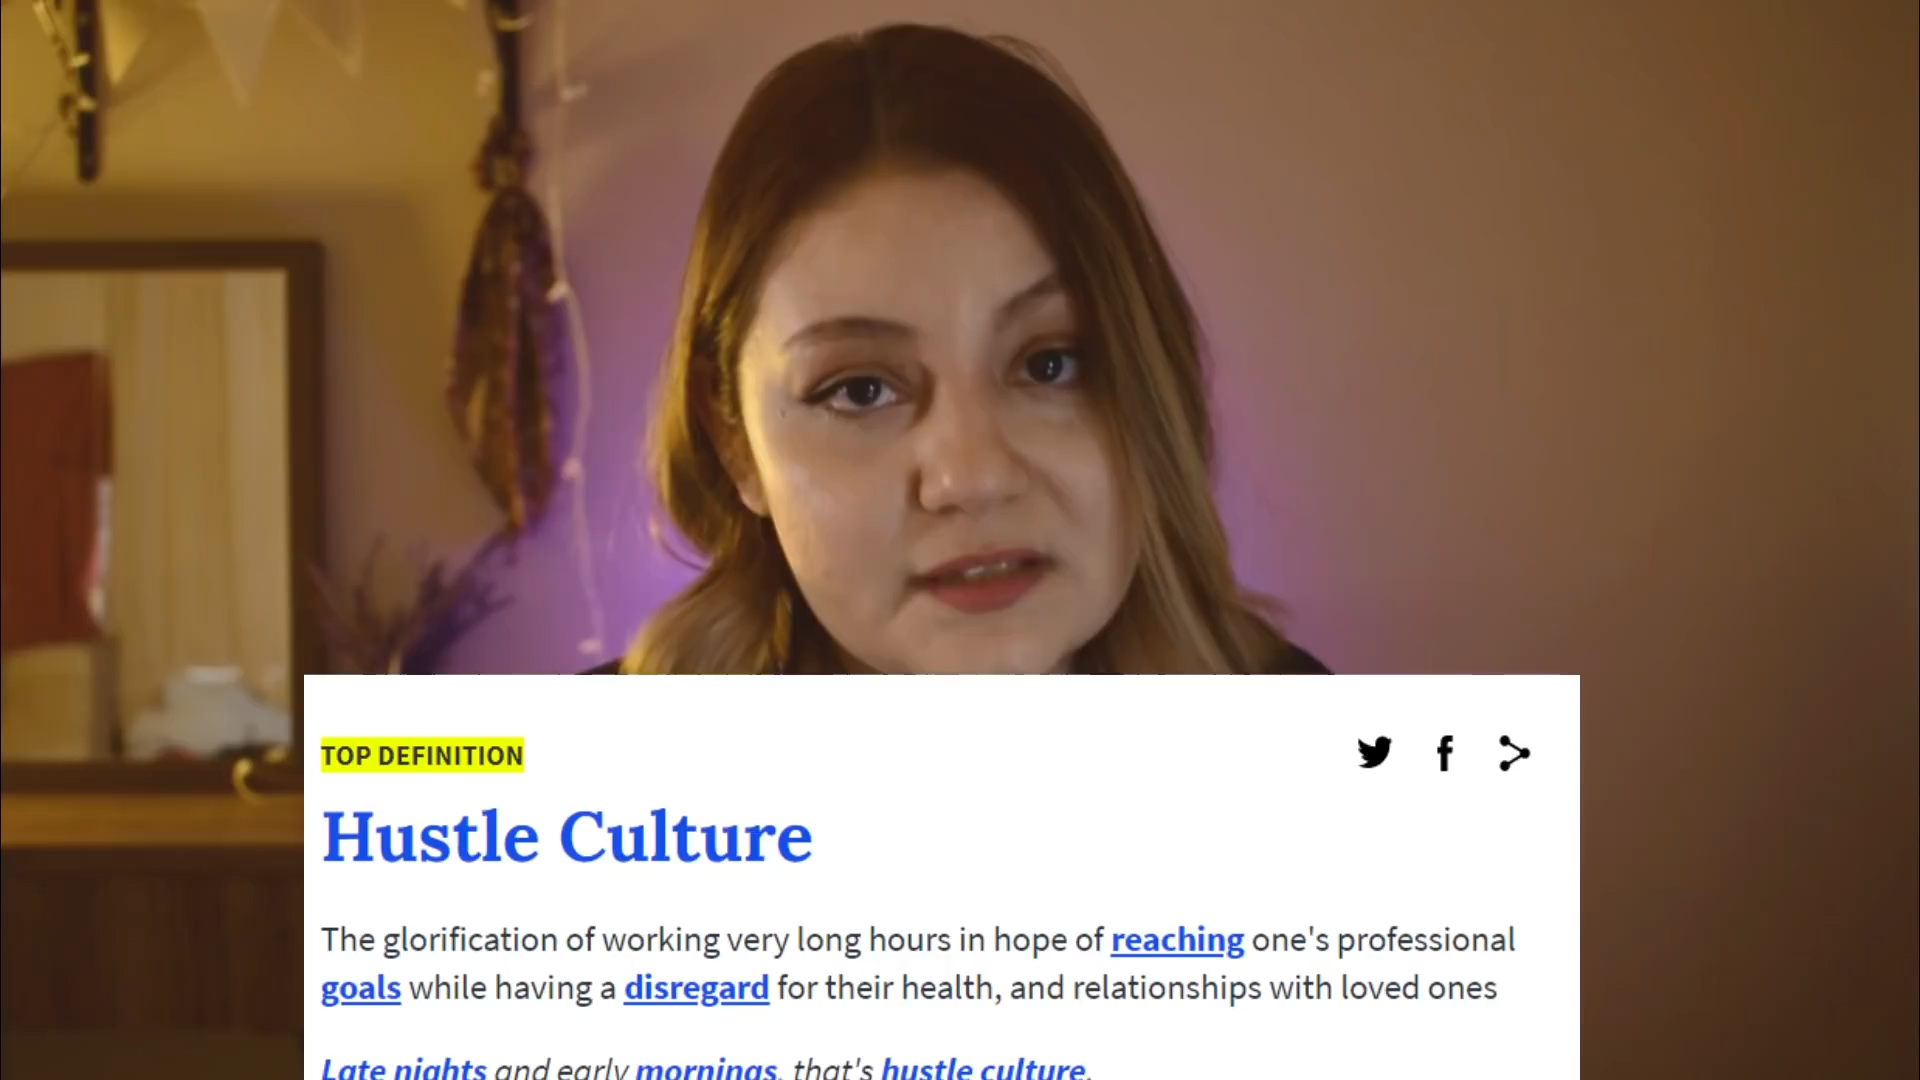 TOP DEFINITION
Hustle Culture
The glorification of working very long hours in hope of reaching one's professional
goals while having a disregard for their health, and relationships with loved ones
Late nights and early mornings, that's hustle culture.